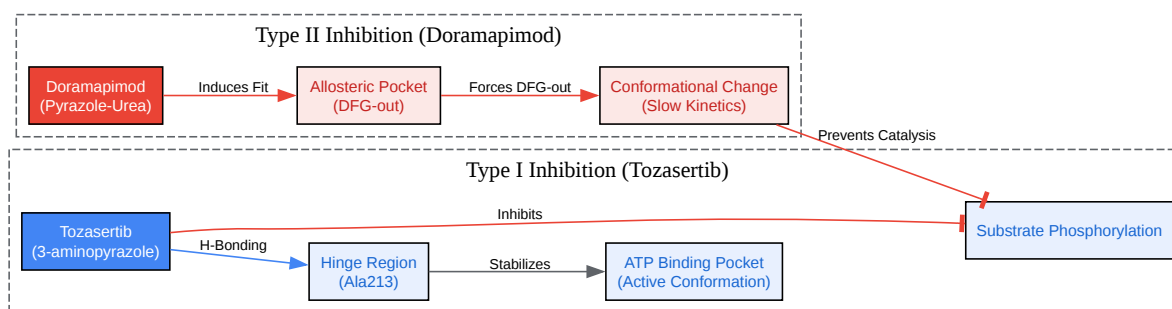 Type II Inhibition (Doramapimod)
Doramapimod
(Pyrazole-Urea)
Induces Fit
Allosteric Pocket
(DFG-out)
Forces DFG-out
Conformational Change
(Slow Kinetics)
Prevents Catalysis
Type I Inhibition (Tozasertib)
Tozasertib
(3-aminopyrazole)
Inhibits
Substrate Phosphorylation
H-Bonding
Hinge Region
(Ala213)
Stabilizes
ATP Binding Pocket
(Active Conformation)